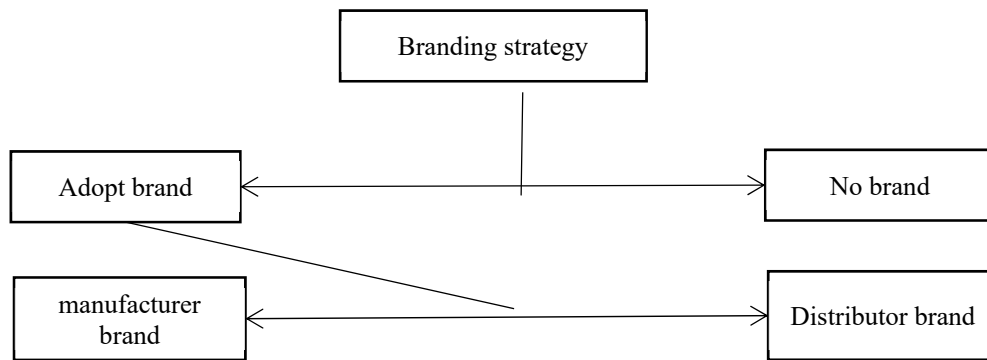 Branding strategy
Adopt brand
No brand
manufacturer
brand
Distributor brand